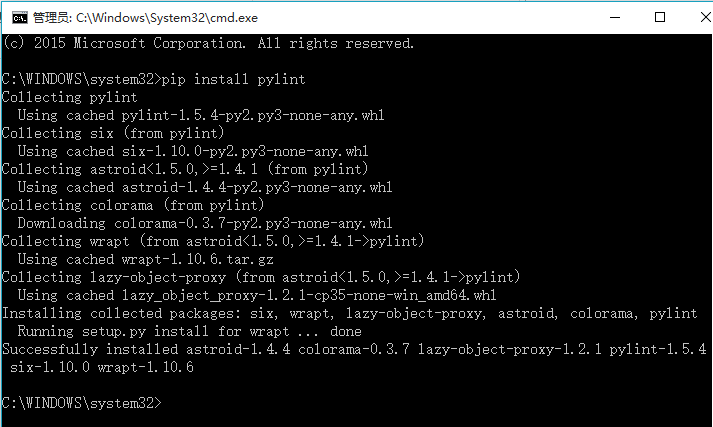 管理员: C:\Windows\System32\cmd.exe
(c) 2015 Microsoft Corporation. All rights reserved.
C:\WINDOWS\system32>pip install pylint
Collecting pylint
  Using cached pylint-1.5.4-py2.py3-none-any.whl
Collecting six (from pylint)
  Using cached six-1.10.0-py2.py3-none-any.whl
Collecting astroid<1.5.0,>=1.4.1 (from pylint)
  Using cached astroid-1.4.4-py2.py3-none-any.whl
Collecting colorama (from pylint)
  Downloading colorama-0.3.7-py2.py3-none-any.whl
Collecting wrapt (from astroid<1.5.0,>=1.4.1->pylint)
  Using cached wrapt-1.10.6.tar.gz
Collecting lazy-object-proxy (from astroid<1.5.0,>=1.4.1->pylint)
  Using cached lazy_object_proxy-1.2.1-cp35-none-win_amd64.whl
Installing collected packages: six, wrapt, lazy-object-proxy, astroid, colorama, pylint
  Running setup.py install for wrapt ... done
Successfully installed astroid-1.4.4 colorama-0.3.7 lazy-object-proxy-1.2.1 pylint-1.5.4
 six-1.10.0 wrapt-1.10.6
C:\WINDOWS\system32>